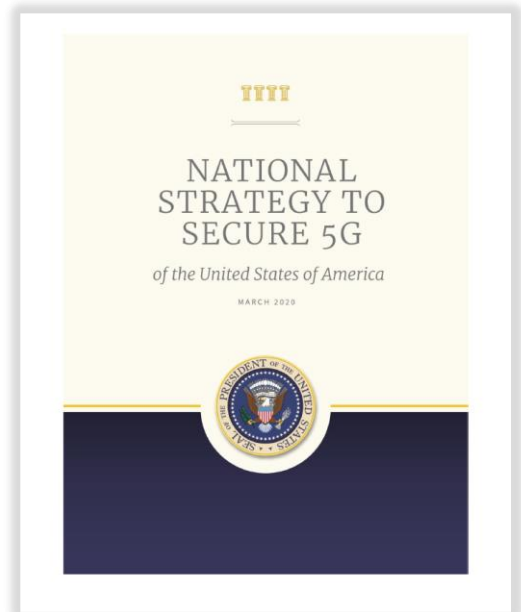 NATIONAL
STRATEGY TO
SECURE 5G
of the United States of America
MARCH 2020
SEAL OF THE PRESIDENT OF THE UNITED STATES